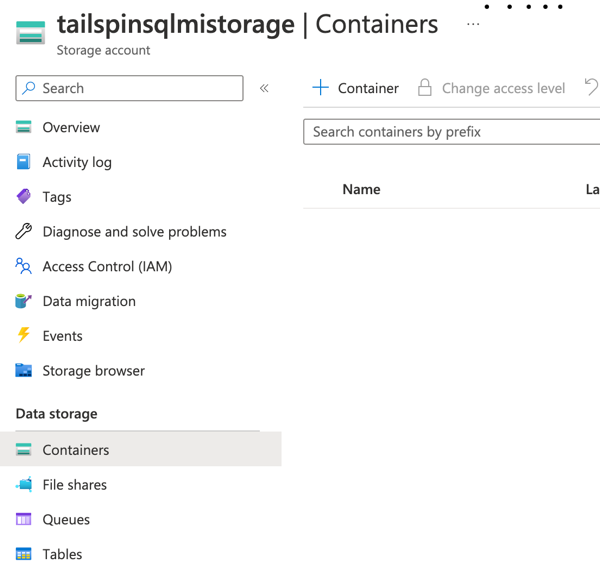 tailspinsqlmistorage | Containers ...
Storage account
Search
+ Container Change access level
Search containers by prefix
Name La
Overview
Activity log
Tags
Diagnose and solve problems
Access Control (IAM)
Data migration
Events
Storage browser
Data storage
Containers
File shares
Queues
Tables